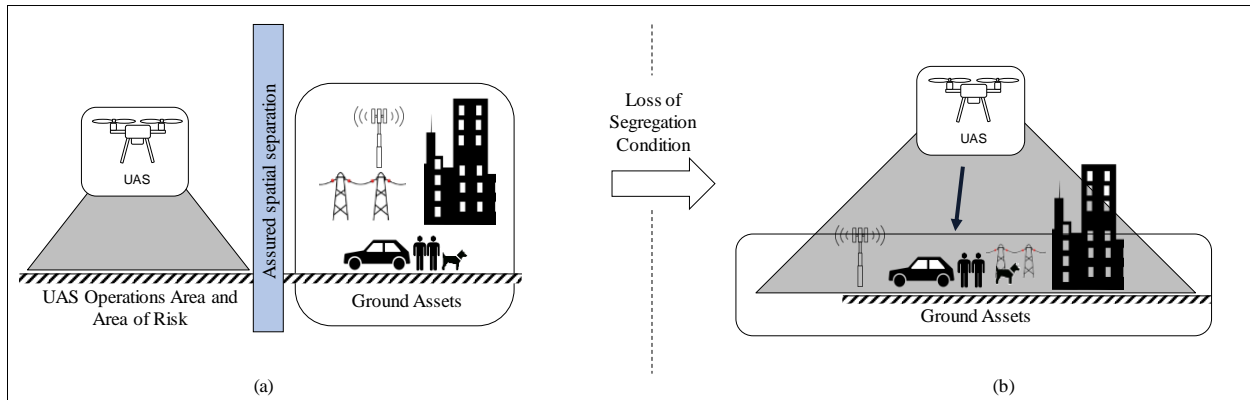 UAS
Assured spatial separation
UAS Operations Area and
Area of Risk
Ground Assets
(a)
Loss of
Segregation
Condition
UAS
Ground Assets
(b)